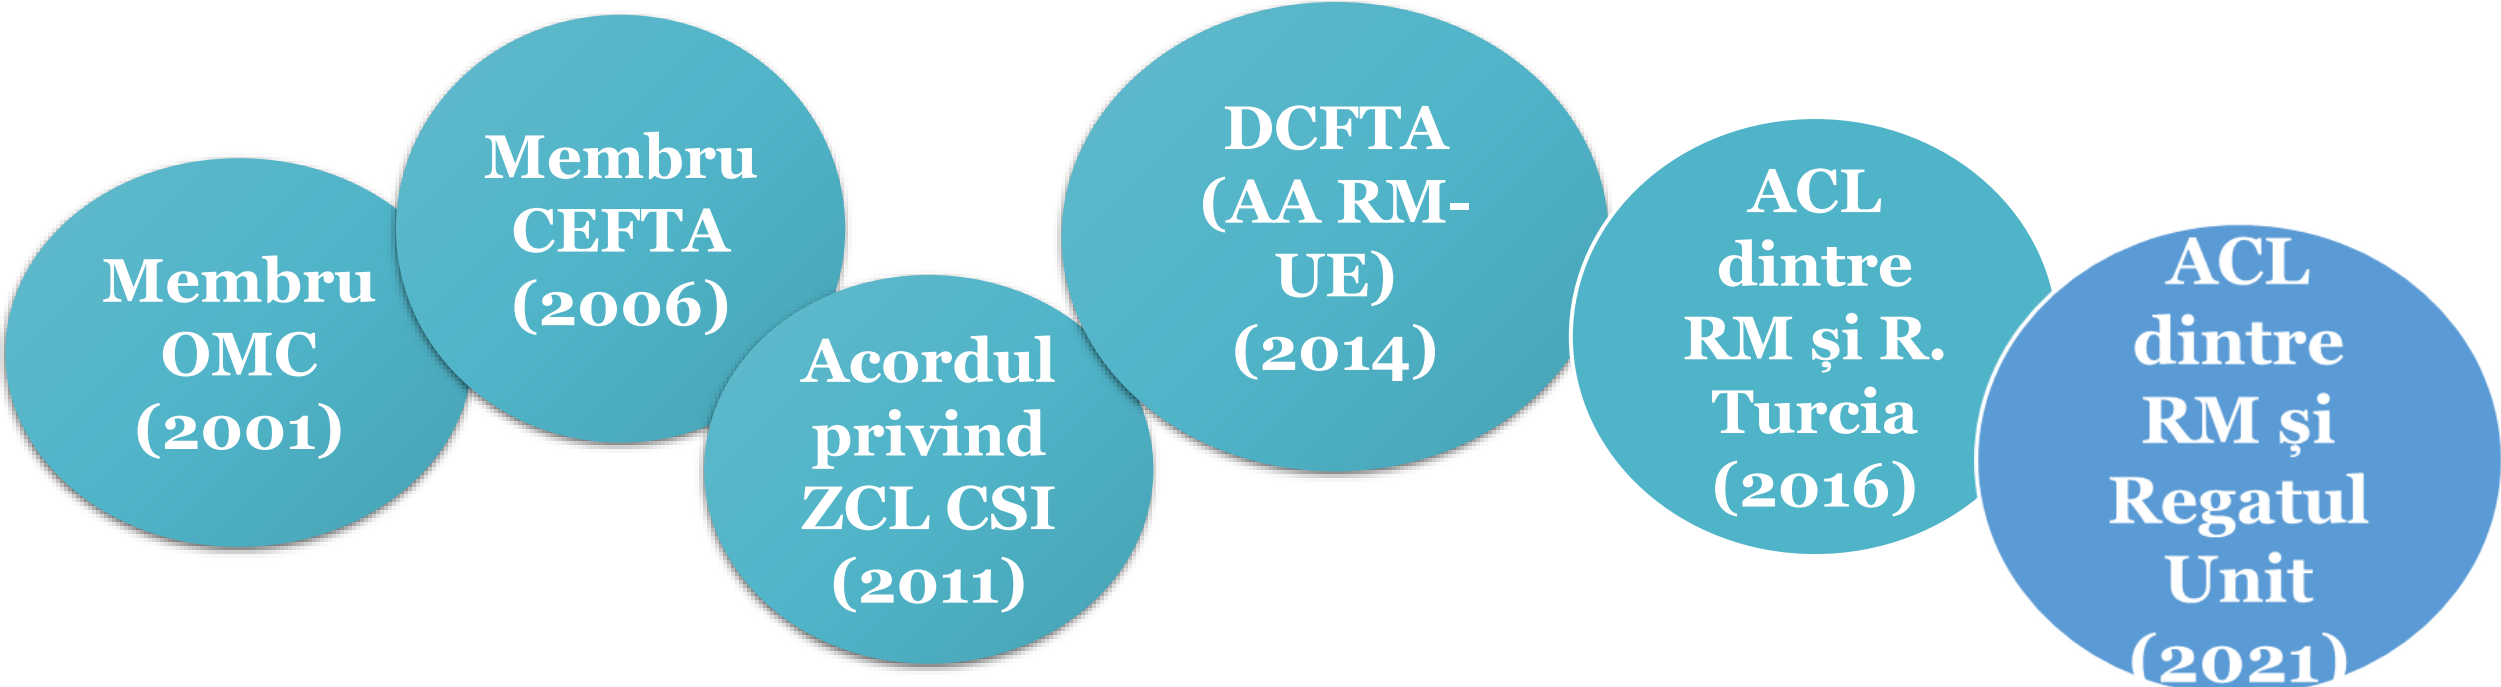 Membru
OMC
(2001)
Membru
CEFTA
(2006)
Acordul
privind
ZCL CSI
(2011)
DCFTA
(AA RM-
UE)
(2014)
ACL
dintre
RM și R.
Turcia
(2016)
ACL
dintre
RM și
Regatul
Unit
(2021)